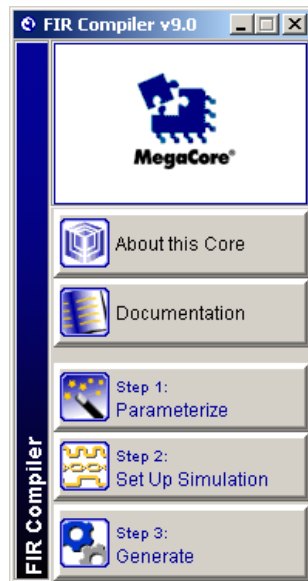 FIR Compiler v9.0
MegaCore®
About this Core
Documentation
Step 1:
Parameterize
Step 2:
Set Up Simulation
Step 3:
Generate
FIR Compiler